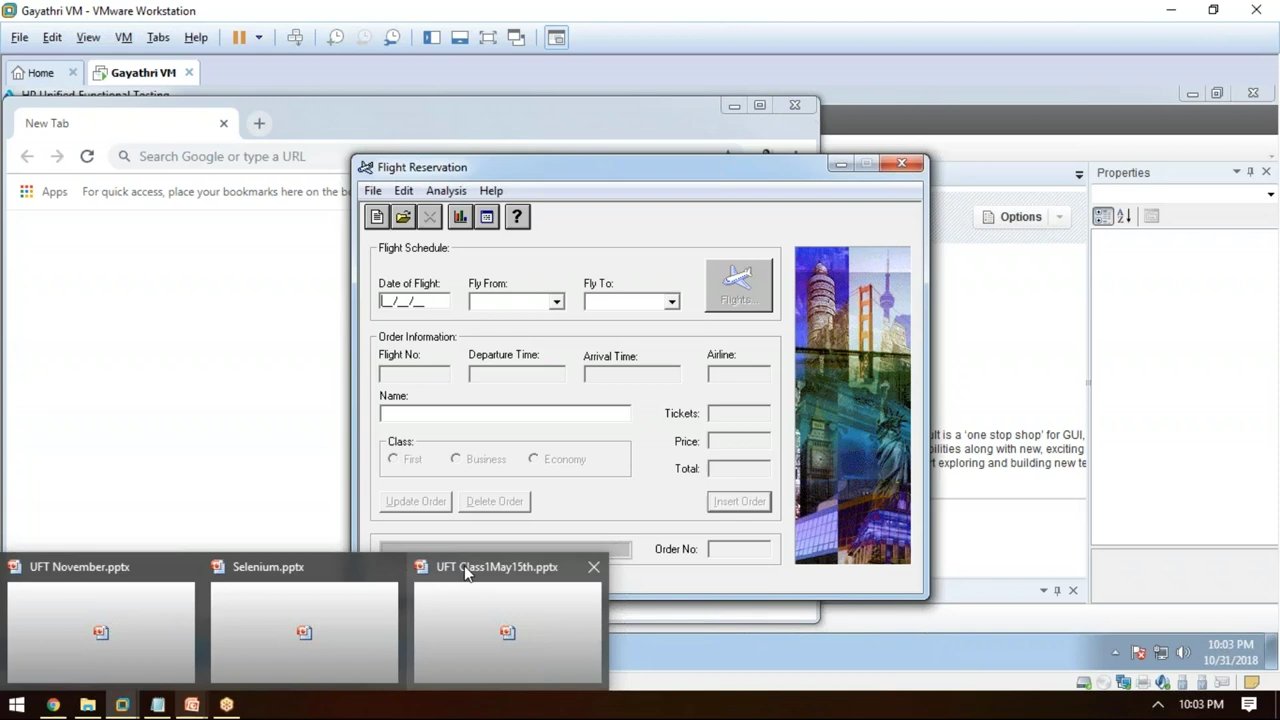 Gayathri VM - VMware Workstation
File Edit View VM Tabs Help
Home Gayathri VM
HP Unified Functional Testing
New Tab
Search Google or type a URL
Apps For quick access, place your bookmarks here on the
Flight Reservation
File Edit Analysis Help
Options
Properties
Flight Schedule:
Date of Flight: Fly From: Fly To:
__/__/__
Flights...
Order Information:
Flight No: Departure Time: Arrival Time: Airline:
Name:
Tickets:
Class:
First Business Economy
Price:
Total:
Update Order Delete Order Insert Order
Order No:
is a 'one stop shop' for GUI,
along with new, exciting
exploring and building new
UFT November.pptx Selenium.pptx UFT Class1May15th.pptx
10:03 PM
10/31/2018
10:03 PM